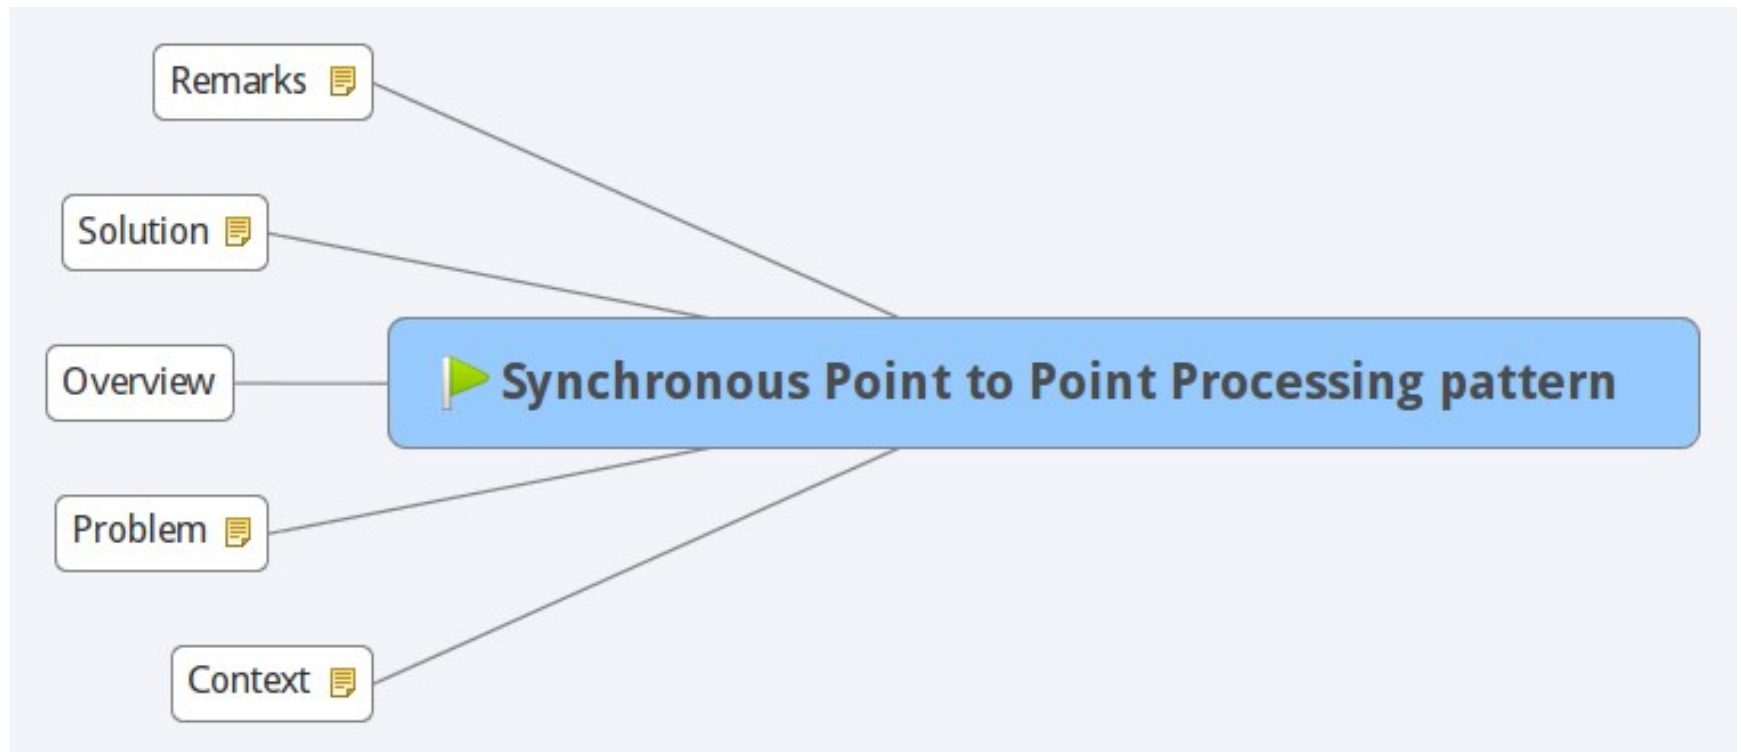 Remarks
Solution
Overview
Synchronous Point to Point Processing pattern
Problem
Context